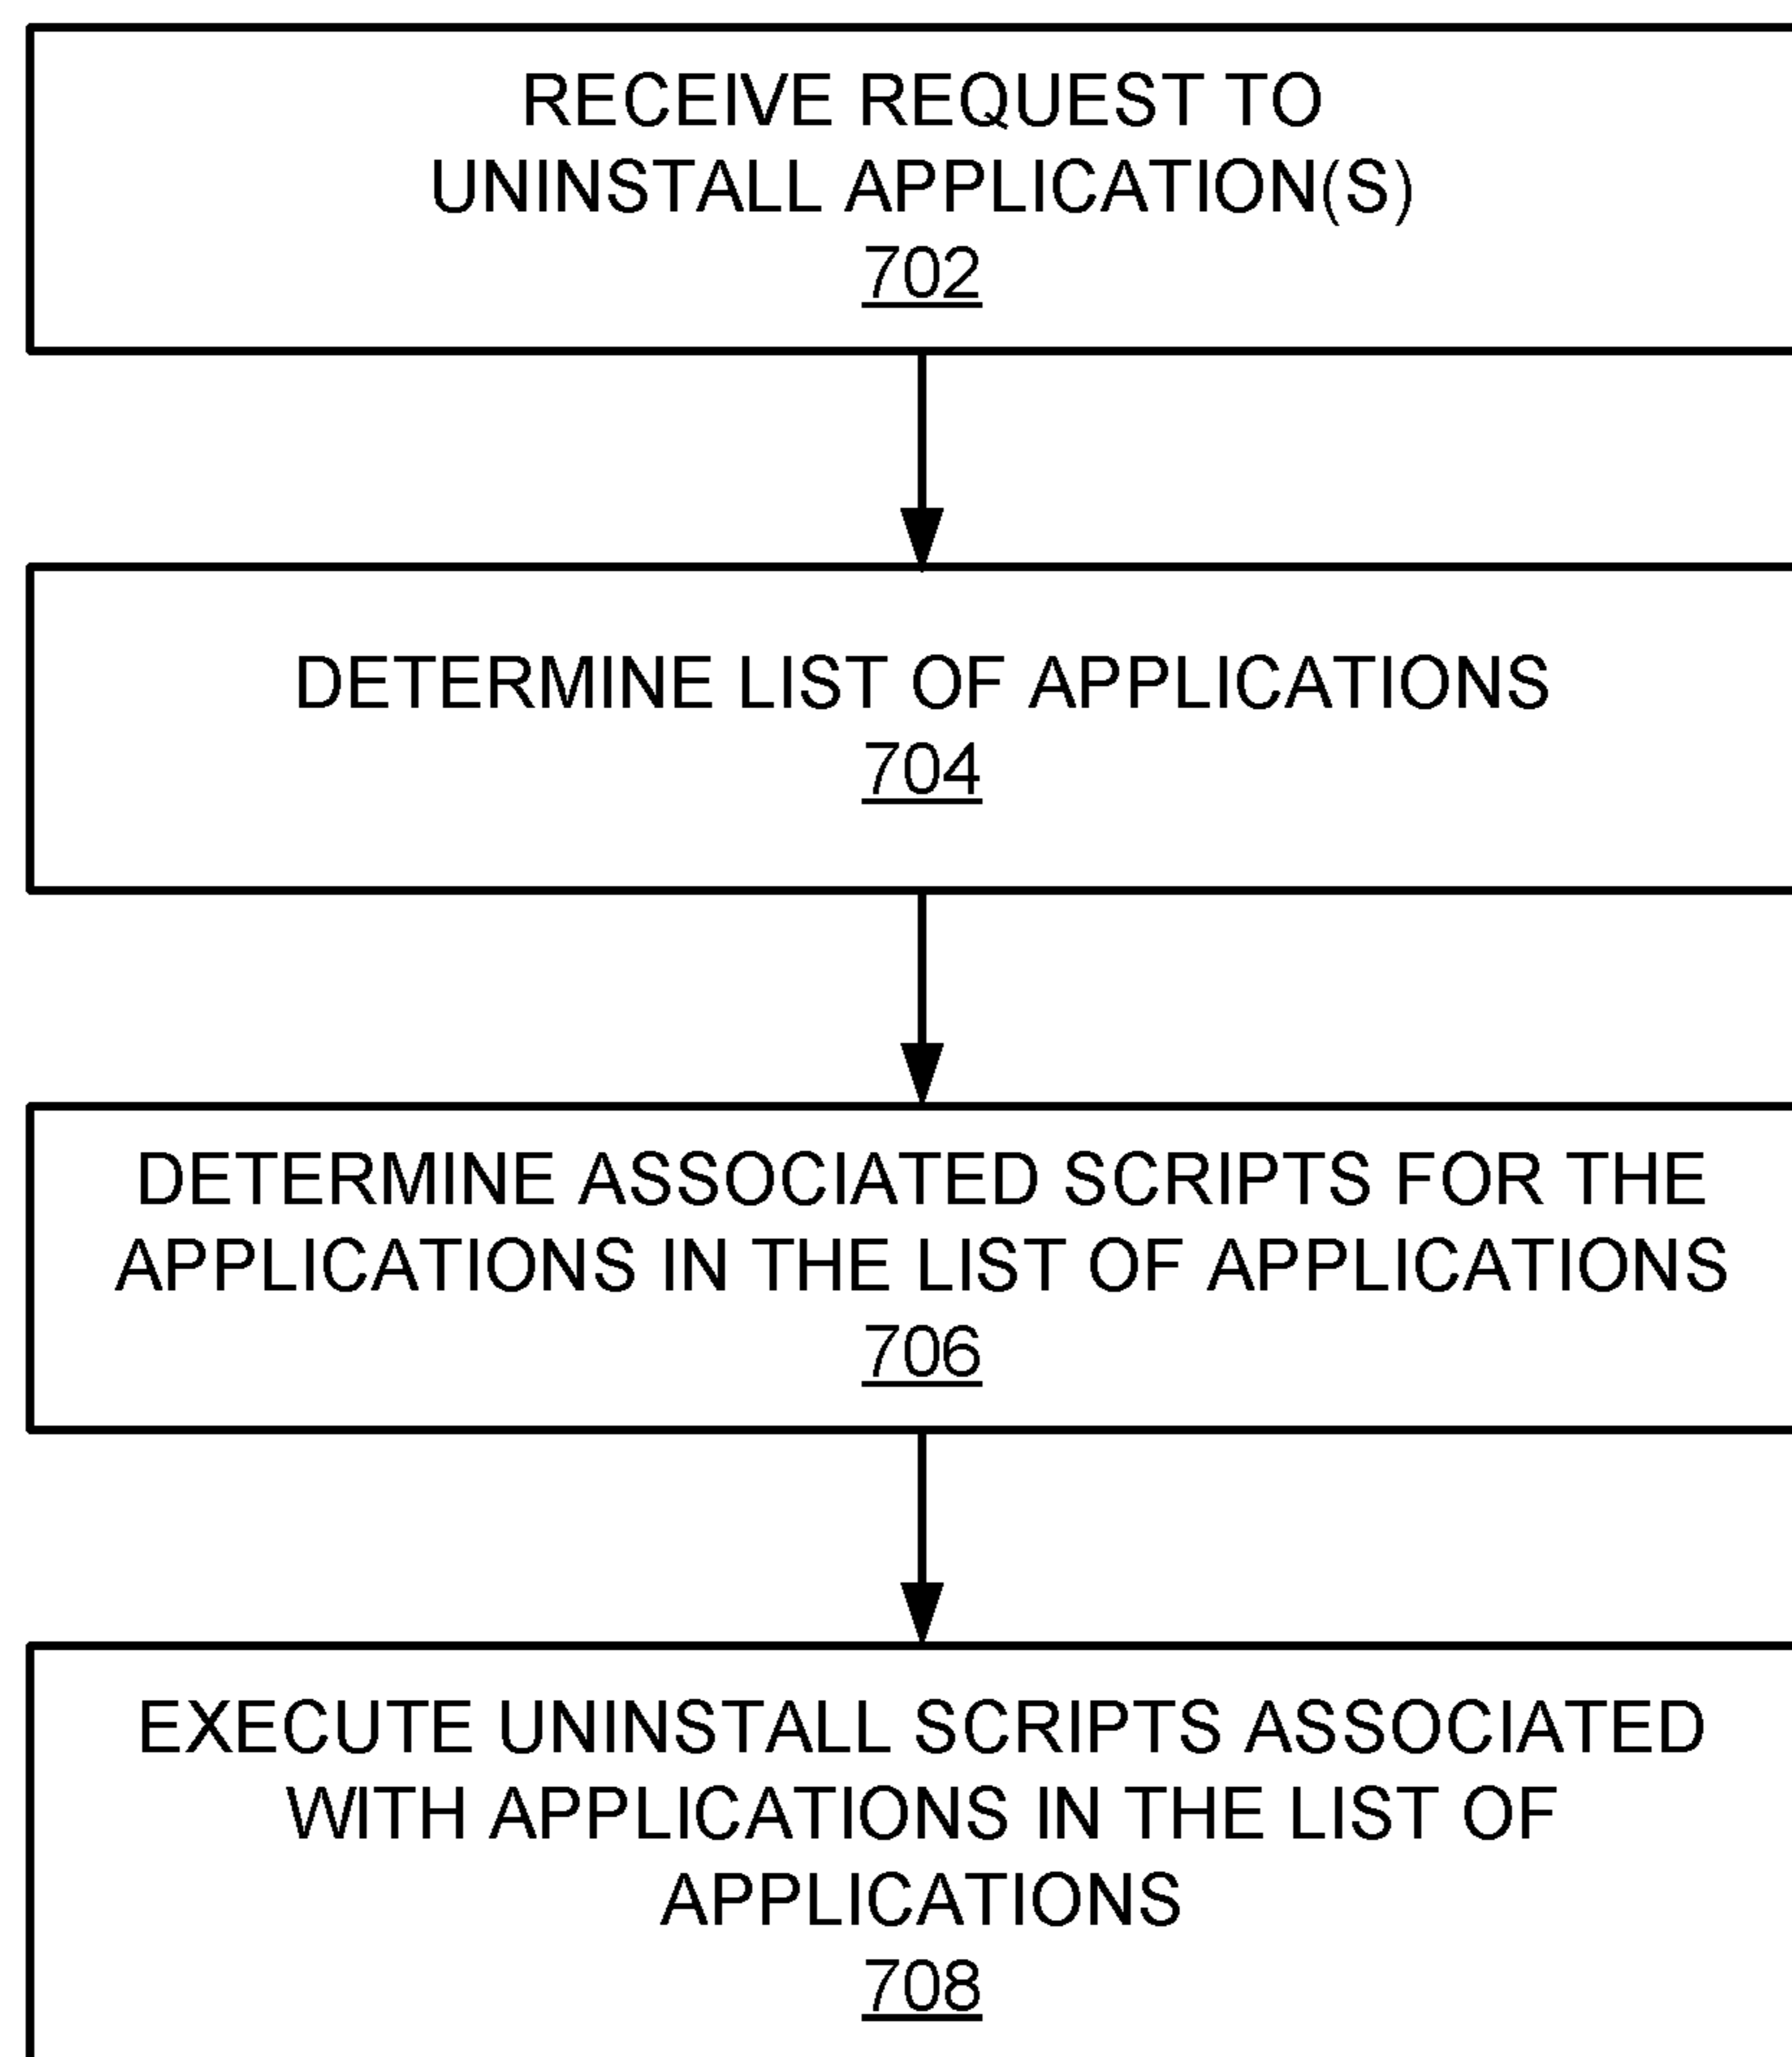 RECEIVE REQUEST TO
UNINSTALL APPLICATION(S)
702
DETERMINE LIST OF APPLICATIONS
704
DETERMINE ASSOCIATED SCRIPTS FOR THE
APPLICATIONS IN THE LIST OF APPLICATIONS
706
EXECUTE UNINSTALL SCRIPTS ASSOCIATED
WITH APPLICATIONS IN THE LIST OF
APPLICATIONS
708